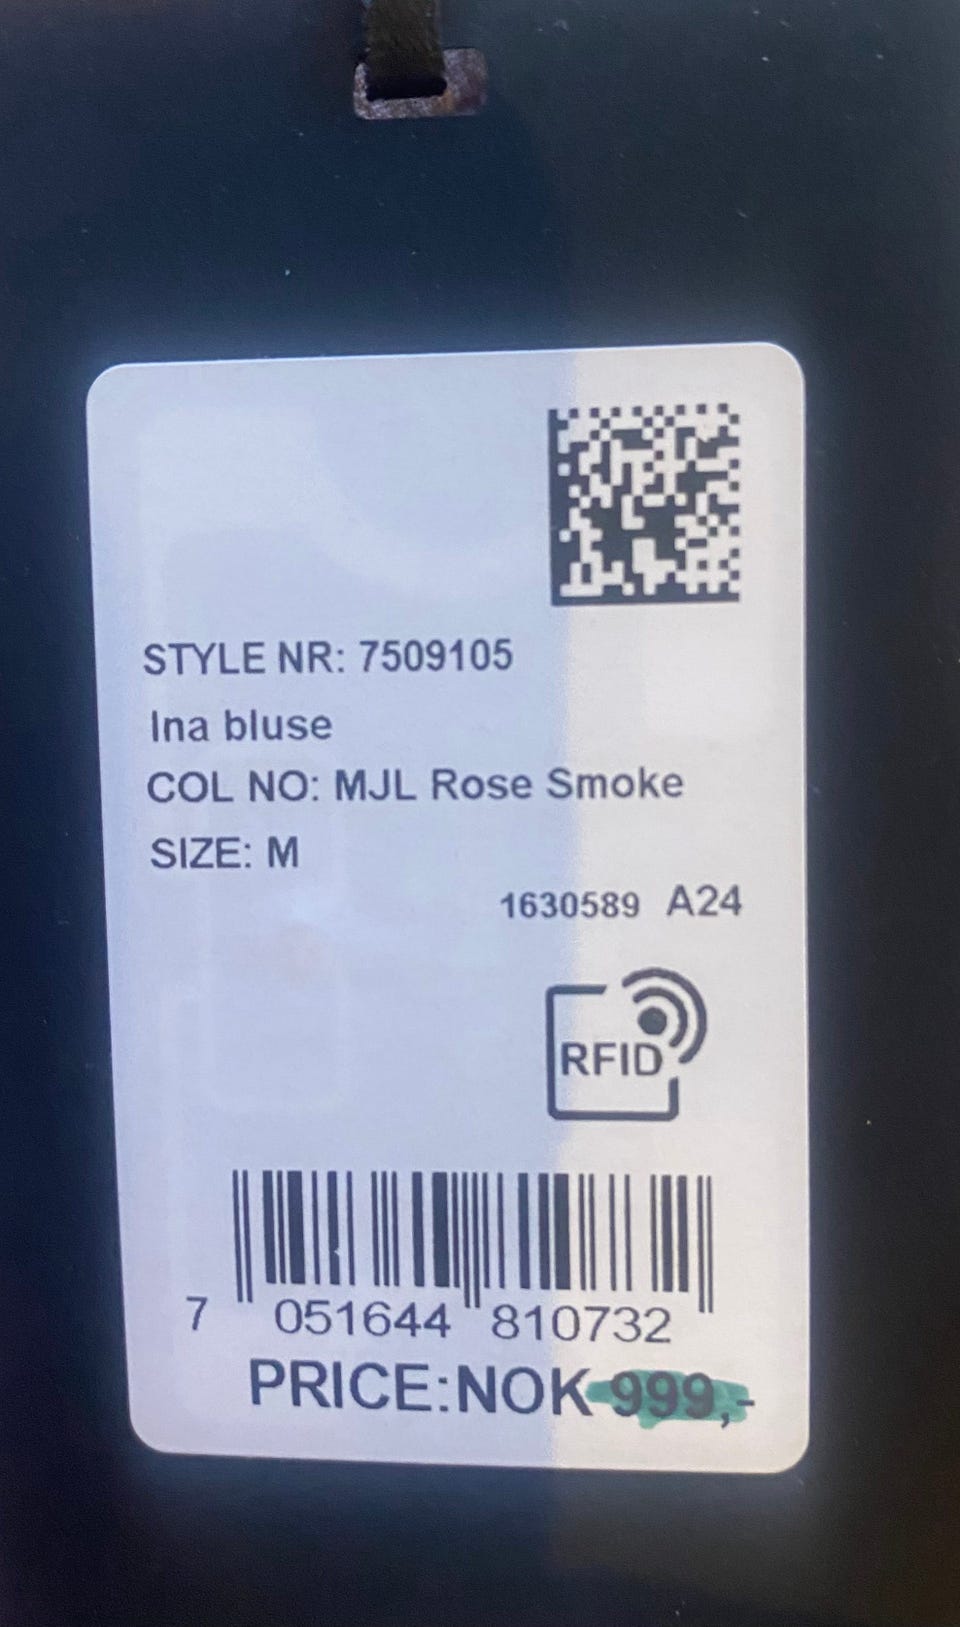 STYLE NR: 7509105
Ina bluse
COL NO: MJL Rose Smoke
SIZE: M
1630589 A24
RFID
7 051644 810732
PRICE:NOK 999,-